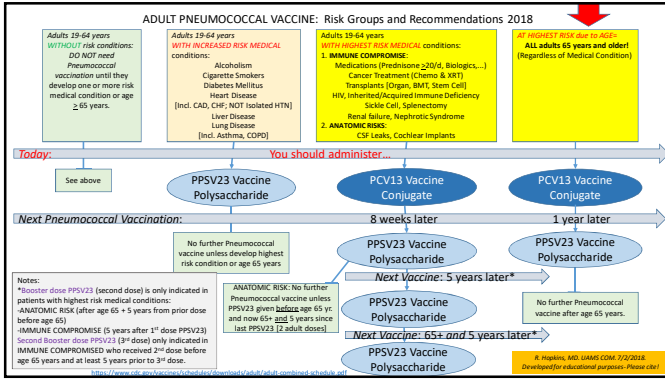 ADULT PNEUMOCOCCAL VACCINE: Risk Groups and Recommendations 2018
Adults 19-64 years
WITHOUT risk conditions:
DO NOT need
Pneumococcal
vaccination until they
develop one or more risk
medical condition or age
≥ 65 years.
Adults 19-64 years
WITH INCREASED RISK MEDICAL
conditions:
Alcoholism
Cigarette Smokers
Diabetes Mellitus
Heart Disease
[Incl. CAD, CHF; NOT Isolated HTN]
Liver Disease
Lung Disease
[Incl. Asthma, COPD]
Adults 19-64 years
WITH HIGHEST RISK MEDICAL conditions:
1. IMMUNE COMPROMISE:
Medications (Prednisone ≥20/d, Biologics,...)
Cancer Treatment (Chemo & XRT)
Transplants [Organ, BMT, Stem Cell]
HIV, Inherited/Acquired Immune Deficiency
Sickle Cell, Splenectomy
Renal failure, Nephrotic Syndrome
2. ANATOMIC RISKS:
CSF Leaks, Cochlear Implants
AT HIGHEST RISK due to AGE=
ALL adults 65 years and older!
(Regardless of Medical Condition)
Today: You should administer...
See above
PPSV23 Vaccine
Polysaccharide
PCV13 Vaccine
Conjugate
PCV13 Vaccine
Conjugate
Next Pneumococcal Vaccination: 8 weeks later 1 year later
No further Pneumococcal
vaccine unless develop highest
risk condition or age 65 years
PPSV23 Vaccine
Polysaccharide
PPSV23 Vaccine
Polysaccharide
Next Vaccine: 5 years later*
Notes:
*Booster dose PPSV23 (second dose) is only indicated in
patients with highest risk medical conditions:
-ANATOMIC RISK (after age 65 + 5 years from prior dose
before age 65)
-IMMUNE COMPROMISE (5 years after 1st dose PPSV23)
Second Booster dose PPSV23 (3rd dose) only indicated in
IMMUNE COMPROMISED who received 2nd dose before
age 65 years and at least 5 years prior to 3rd dose.
ANATOMIC RISK: No further
Pneumococcal vaccine unless
PPSV23 given before age 65 yr.
and now 65+ and 5 years since
last PPSV23 [2 adult doses]
PPSV23 Vaccine
Polysaccharide
No further Pneumococcal
vaccine after age 65 years.
Next Vaccine: 65+ and 5 years later*
PPSV23 Vaccine
Polysaccharide
R. Hopkins, MD. UAMS COM. 7/2/2018.
Developed for educational purposes- Please cite!
https://www.cdc.gov/vaccines/schedules/downloads/adult/adult-combined-schedule.pdf